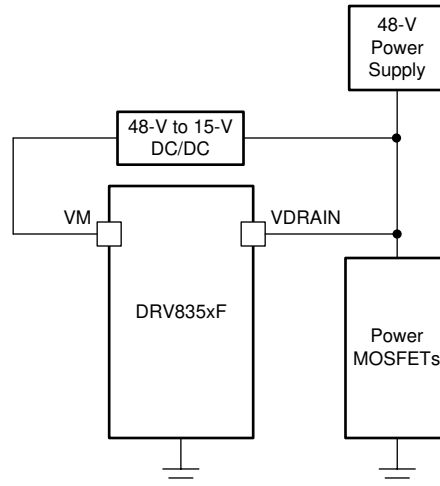 48-V
Power
Supply
48-V to 15-V
DC/DC
VM
VDRAIN
DRV835xF
Power
MOSFETs